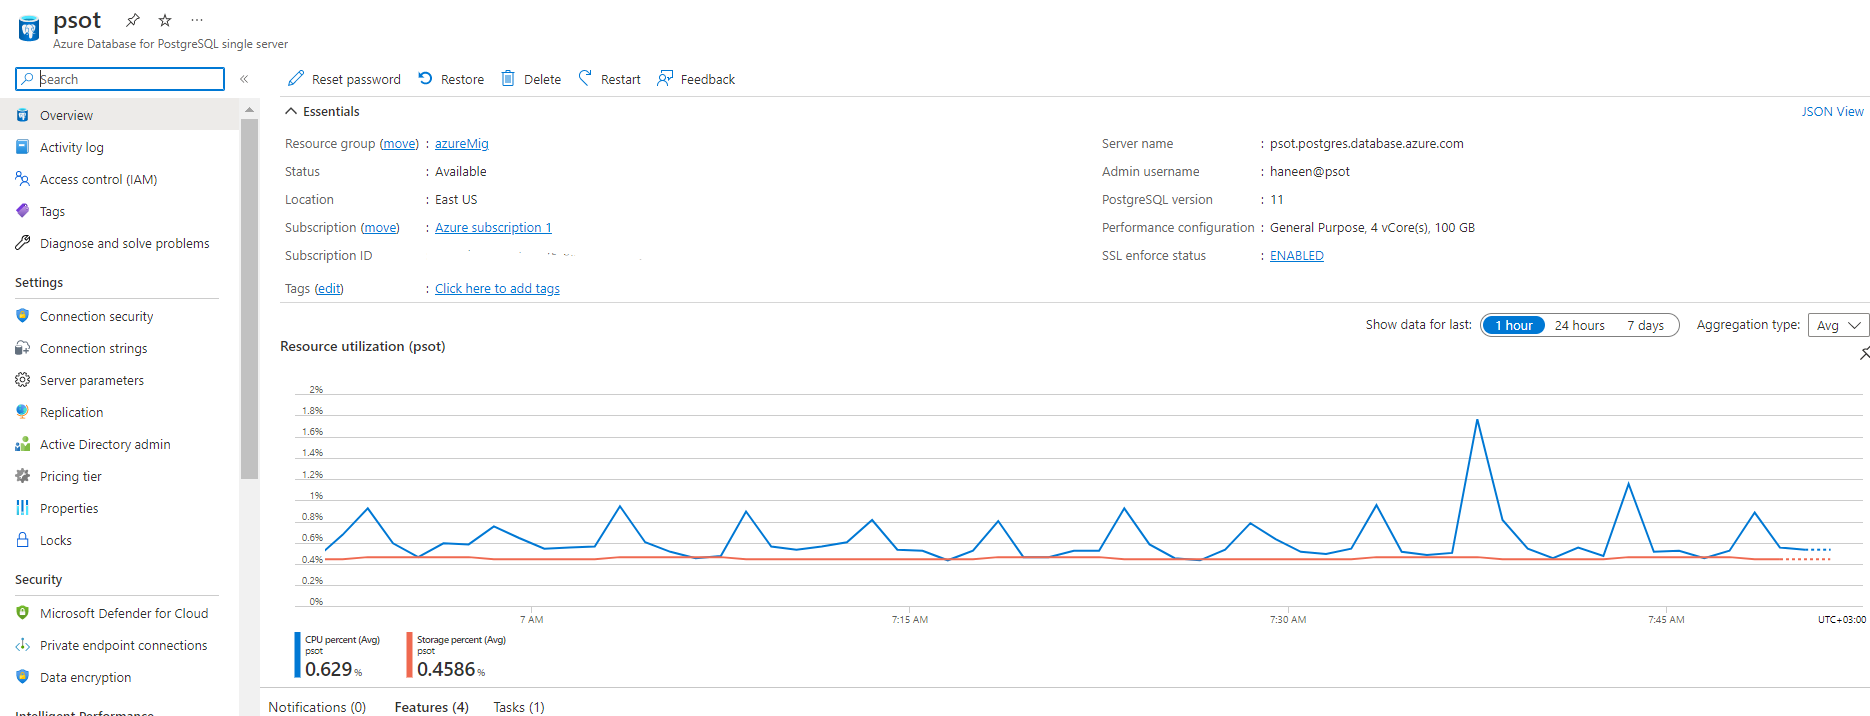 psot
Azure Database for PostgreSQL single server
Search
Overview
Activity log
Access control (IAM)
Tags
Diagnose and solve problems
Settings
Connection security
Connection strings
Server parameters
Replication
Active Directory admin
Pricing tier
Properties
Locks
Security
Microsoft Defender for Cloud
Private endpoint connections
Data encryption
Intelligent Performance
Reset password Restore Delete Restart Feedback
Essentials JSON View
Resource group (move) : azureMig
Status : Available
Location : East US
Subscription (move) : Azure subscription 1
Subscription ID
Tags (edit) : Click here to add tags
Server name : psot.postgres.database.azure.com
Admin username : haneen@psot
PostgreSQL version : 11
Performance configuration : General Purpose, 4 vCore(s), 100 GB
SSL enforce status : ENABLED
Show data for last: 1 hour 24 hours 7 days Aggregation type: Avg
Resource utilization (psot)
2%
1.8%
1.6%
1.4%
1.2%
1%
0.8%
0.6%
0.4%
0.2%
0%
7 AM 7:15 AM 7:30 AM 7:45 AM UTC+03:00
CPU percent (Avg)
psot
0.629 %
Storage percent (Avg)
psot
0.4586 %
Notifications (0) Features (4) Tasks (1)